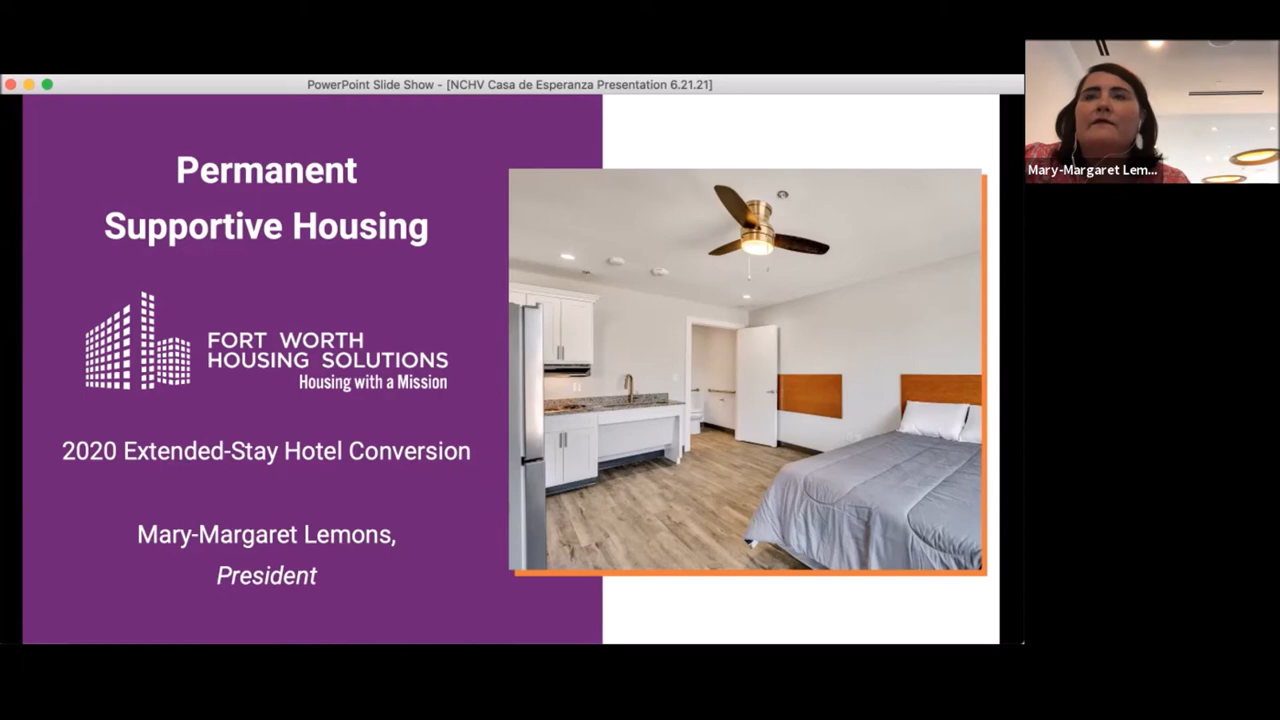 PowerPoint Slide Show - [NCHV Casa de Esperanza Presentation 6.21.21]
Permanent
Supportive Housing
FORT WORTH
HOUSING SOLUTIONS
Housing with a Mission
2020 Extended-Stay Hotel Conversion
Mary-Margaret Lemons,
President
Mary-Margaret Lem...